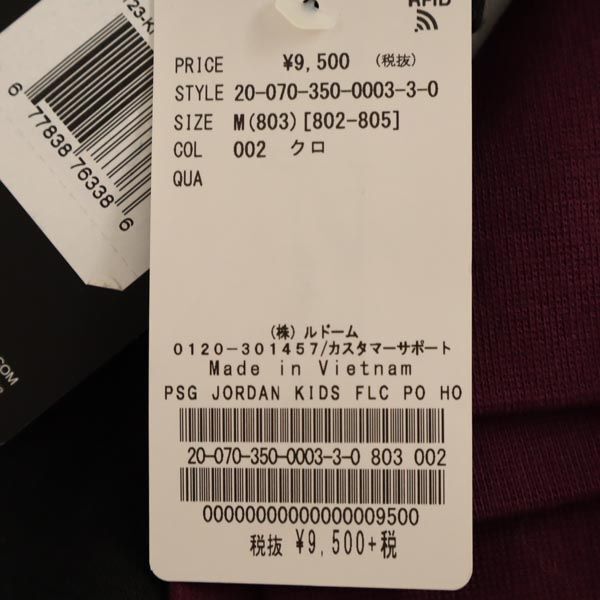 RFID
PRICE ¥9,500 (税抜)
STYLE 20-070-350-0003-3-0
SIZE M(803)[802-805]
COL 002 クロ
QUA
(株) ルドーム
0120-301457/カスタマーサポート
Made in Vietnam
PSG JORDAN KIDS FLC PO HO
20-070-350-0003-3-0 803 002
00000000000000009500
税抜 ¥9,500+税
6 77838 76338 6
.COM